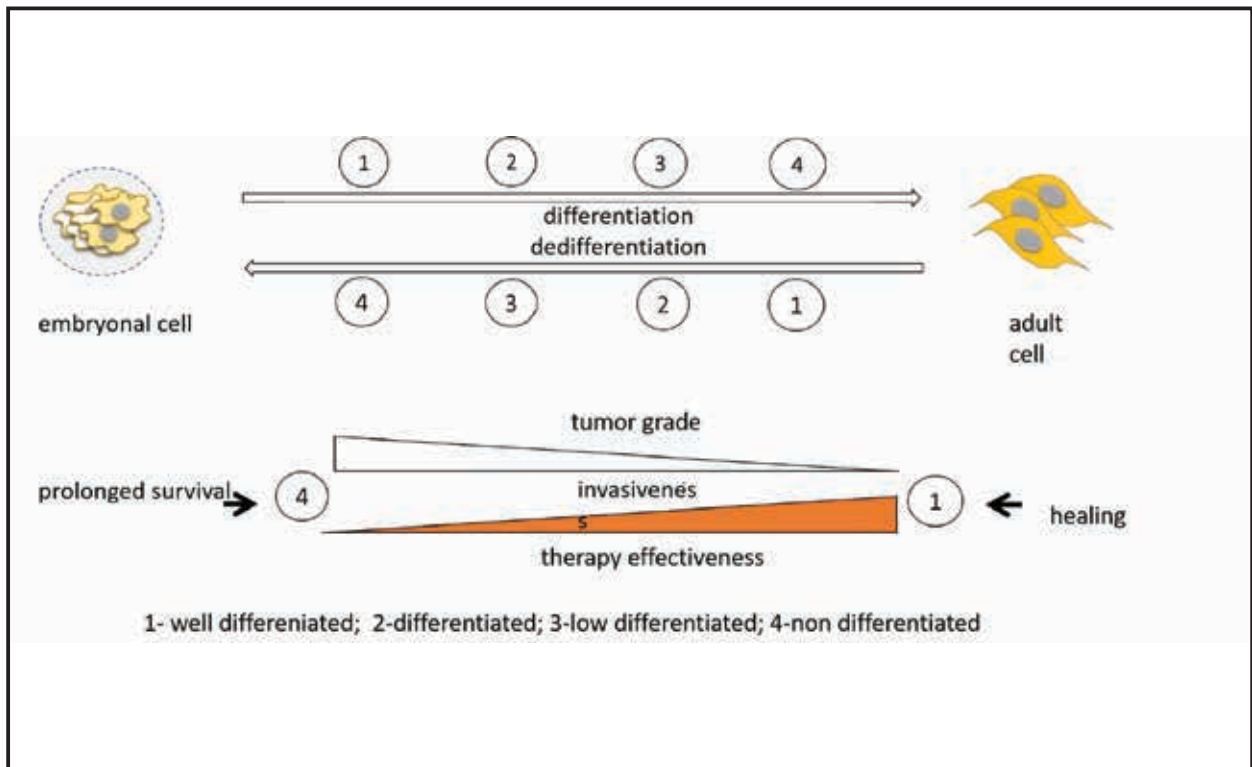 1 2 3 4
differentiation
dedifferentiation
4 3 2 1
embryonal cell
adult
cell
tumor grade
prolonged survival
4
invasivenes
s
1
healing
therapy effectiveness
1- well differeniated; 2-differentiated; 3-low differentiated; 4-non differentiated